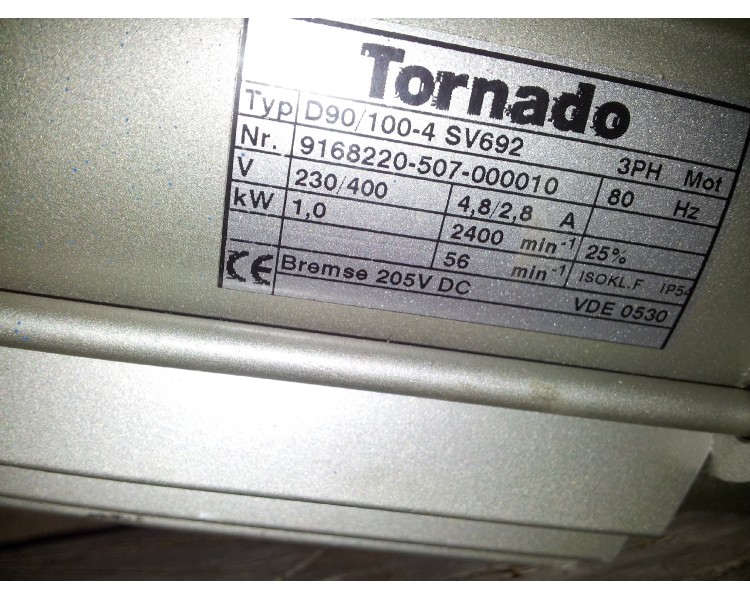 Tornado
Typ D90/100-4 SV692 3PH Mot
Nr. 9168220-507-000010 80 Hz
V 230/400 4,8/2,8 A
kW 1,0 2400 min-1 25%
56 min-1 ISOKL.F IP54
CE Bremse 205V DC VDE 0530